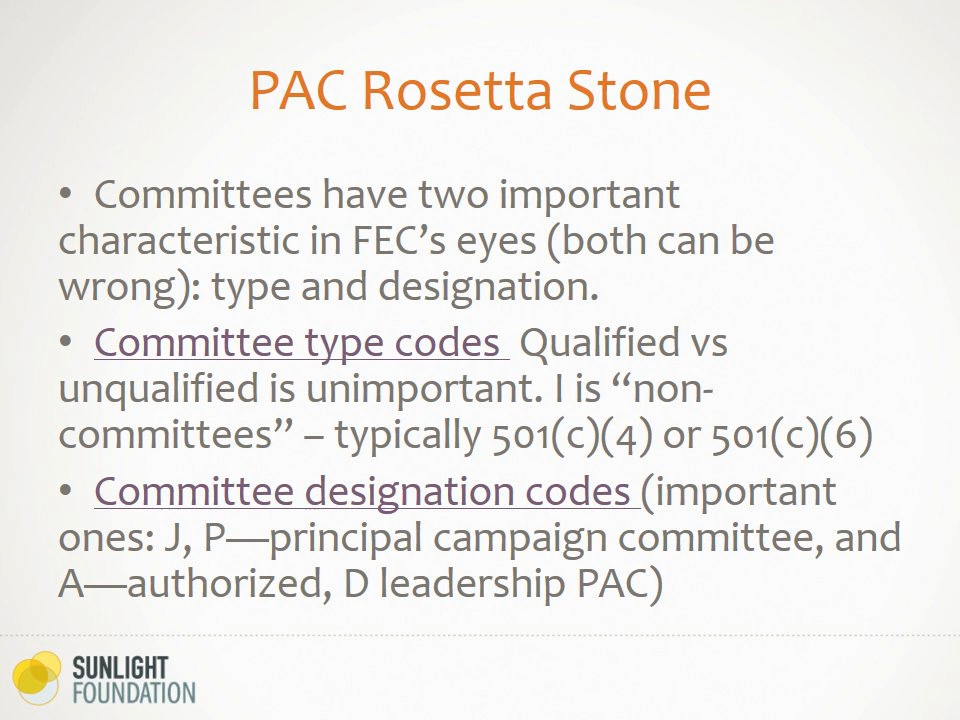 PAC Rosetta Stone
• Committees have two important
characteristic in FEC’s eyes (both can be
wrong): type and designation.
• Committee type codes  Qualified vs
unqualified is unimportant. I is “non-
committees” – typically 501(c)(4) or 501(c)(6)
• Committee designation codes (important
ones: J, P—principal campaign committee, and
A—authorized, D leadership PAC)
SUNLIGHT
FOUNDATION